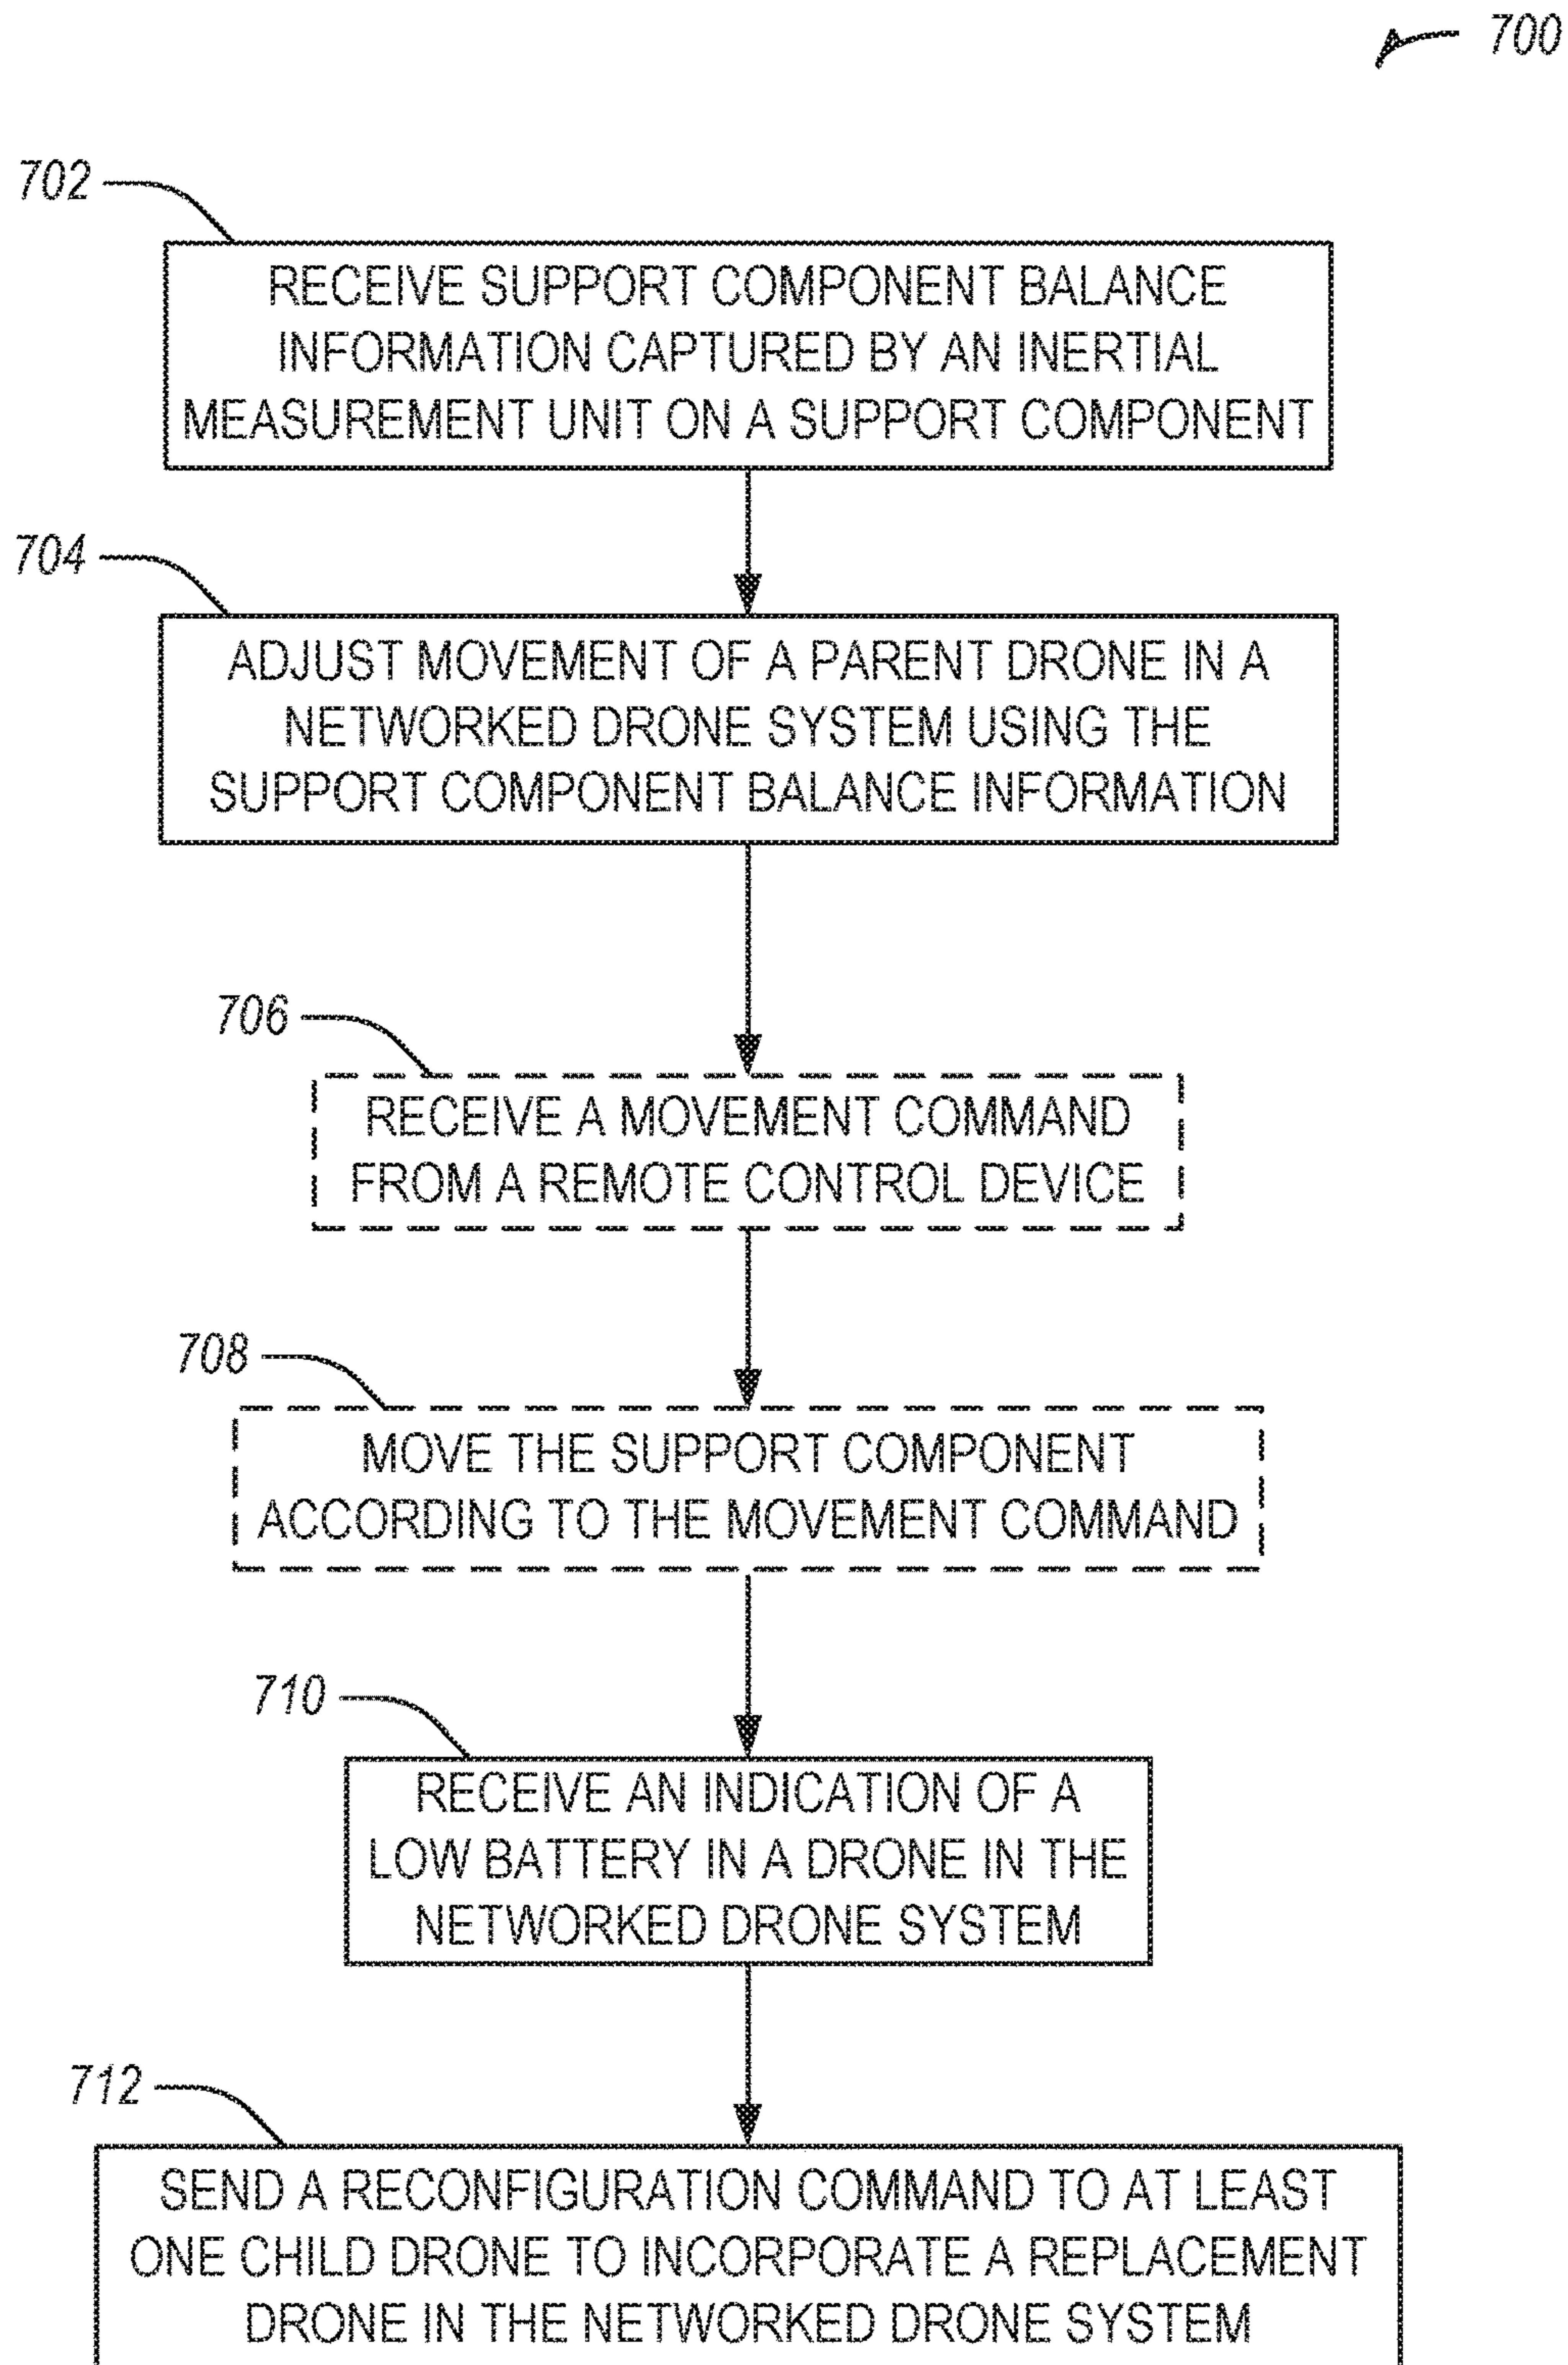 700
702
RECEIVE SUPPORT COMPONENT BALANCE
INFORMATION CAPTURED BY AN INERTIAL
MEASUREMENT UNIT ON A SUPPORT COMPONENT
704
ADJUST MOVEMENT OF A PARENT DRONE IN A
NETWORKED DRONE SYSTEM USING THE
SUPPORT COMPONENT BALANCE INFORMATION
706
RECEIVE A MOVEMENT COMMAND
FROM A REMOTE CONTROL DEVICE
708
MOVE THE SUPPORT COMPONENT
ACCORDING TO THE MOVEMENT COMMAND
710
RECEIVE AN INDICATION OF A
LOW BATTERY IN A DRONE IN THE
NETWORKED DRONE SYSTEM
712
SEND A RECONFIGURATION COMMAND TO AT LEAST
ONE CHILD DRONE TO INCORPORATE A REPLACEMENT
DRONE IN THE NETWORKED DRONE SYSTEM